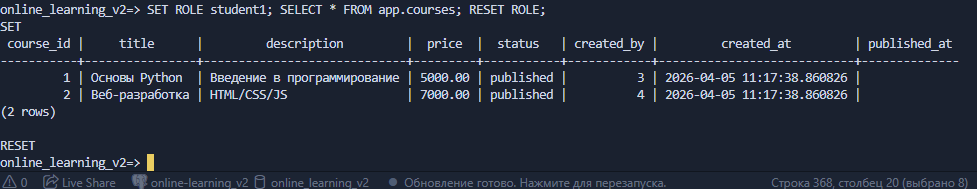 online_learning_v2=> SET ROLE student1; SELECT * FROM app.courses; RESET ROLE;
SET
 course_id |     title      |        description         |  price  |  status   | created_by |         created_at         | published_at
-----------+----------------+----------------------------+---------+-----------+------------+----------------------------+--------------
         1 | Основы Python  | Введение в программирование | 5000.00 | published |          3 | 2026-04-05 11:17:38.860826 |
         2 | Веб-разработка | HTML/CSS/JS                | 7000.00 | published |          4 | 2026-04-05 11:17:38.860826 |
(2 rows)
RESET
online_learning_v2=>
0 Live Share online-learning_v2 online_learning_v2 Обновление готово. Нажмите для перезапуска. Строка 368, столбец 20 (выбрано 8)